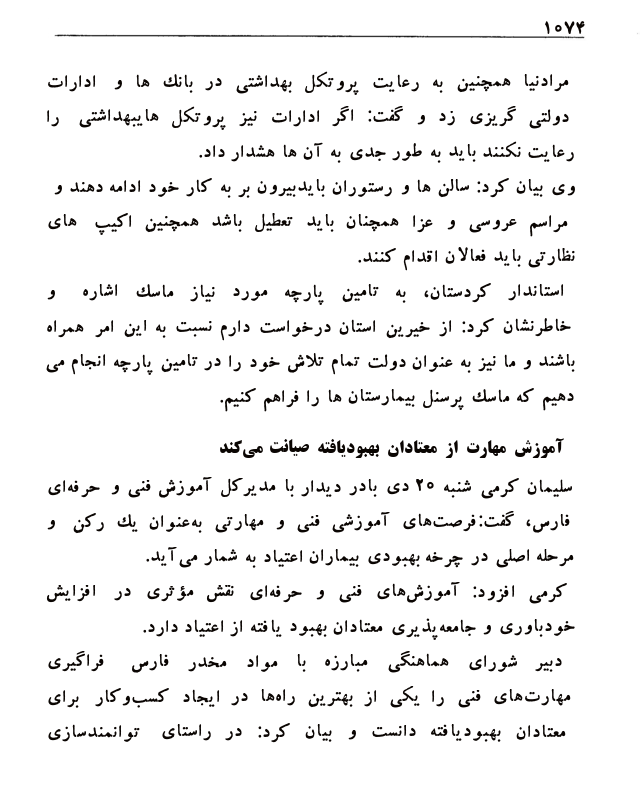 ۱۰۷۴
مرادنیا همچنین به رعایت پروتکل بهداشتی در بانک ها و ادارات
دولتی گریزی زد و گفت: اگر ادارات نیز پروتکل هایبهداشتی را
رعایت نکنند باید به طور جدی به آن ها هشدار داد.
وی بیان کرد: سالن ها و رستوران بایدبیرون بر به کار خود ادامه دهند و
مراسم عروسی و عزا همچنان باید تعطیل باشد همچنین اکیپ های
نظارتی باید فعالان اقدام کنند.
استاندار کردستان، به تامین پارچه مورد نیاز ماسک اشاره و
خاطرنشان کرد: از خیرین استان درخواست دارم نسبت به این امر همراه
باشند و ما نیز به عنوان دولت تمام تلاش خود را در تامین پارچه انجام می
دهیم که ماسک پرسنل بیمارستان ها را فراهم کنیم.
آموزش مهارت از معتادان بهبودیافته صیانت می‌کند
سلیمان کرمی شنبه ۲۵ دی بادر دیدار با مدیرکل آموزش فنی و حرفه‌ای
فارس، گفت:فرصت‌های آموزشی فنی و مهارتی به‌عنوان یک رکن و
مرحله اصلی در چرخه بهبودی بیماران اعتیاد به شمار می‌آید.
کرمی افزود: آموزش‌های فنی و حرفه‌ای نقش مؤثری در افزایش
خودباوری و جامعه‌پذیری معتادان بهبود یافته از اعتیاد دارد.
دبیر شورای هماهنگی مبارزه با مواد مخدر فارس فراگیری
مهارت‌های فنی را یکی از بهترین راه‌ها در ایجاد کسب‌وکار برای
معتادان بهبودیافته دانست و بیان کرد: در راستای توانمندسازی